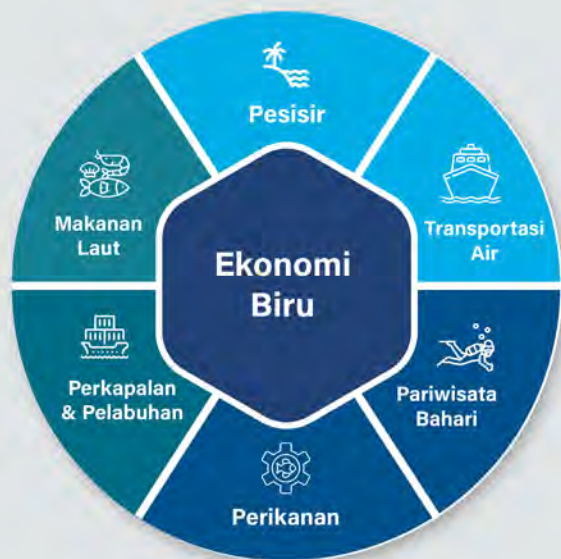 Ekonomi
Biru
Pesisir
Transportasi
Air
Pariwisata
Bahari
Perikanan
Perkapalan
& Pelabuhan
Makanan
Laut